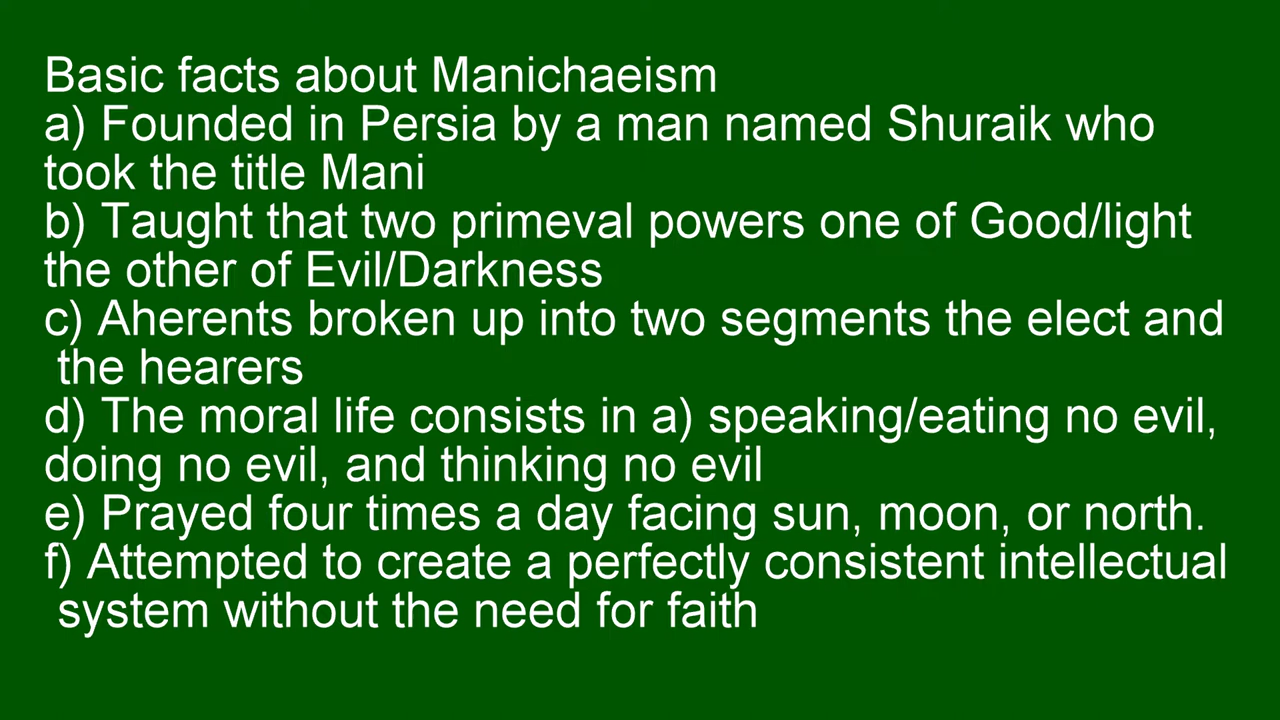 Basic facts about Manichaeism
a) Founded in Persia by a man named Shuraik who
took the title Mani
b) Taught that two primeval powers one of Good/light
the other of Evil/Darkness
c) Aherents broken up into two segments the elect and
the hearers
d) The moral life consists in a) speaking/eating no evil,
doing no evil, and thinking no evil
e) Prayed four times a day facing sun, moon, or north.
f) Attempted to create a perfectly consistent intellectual
system without the need for faith